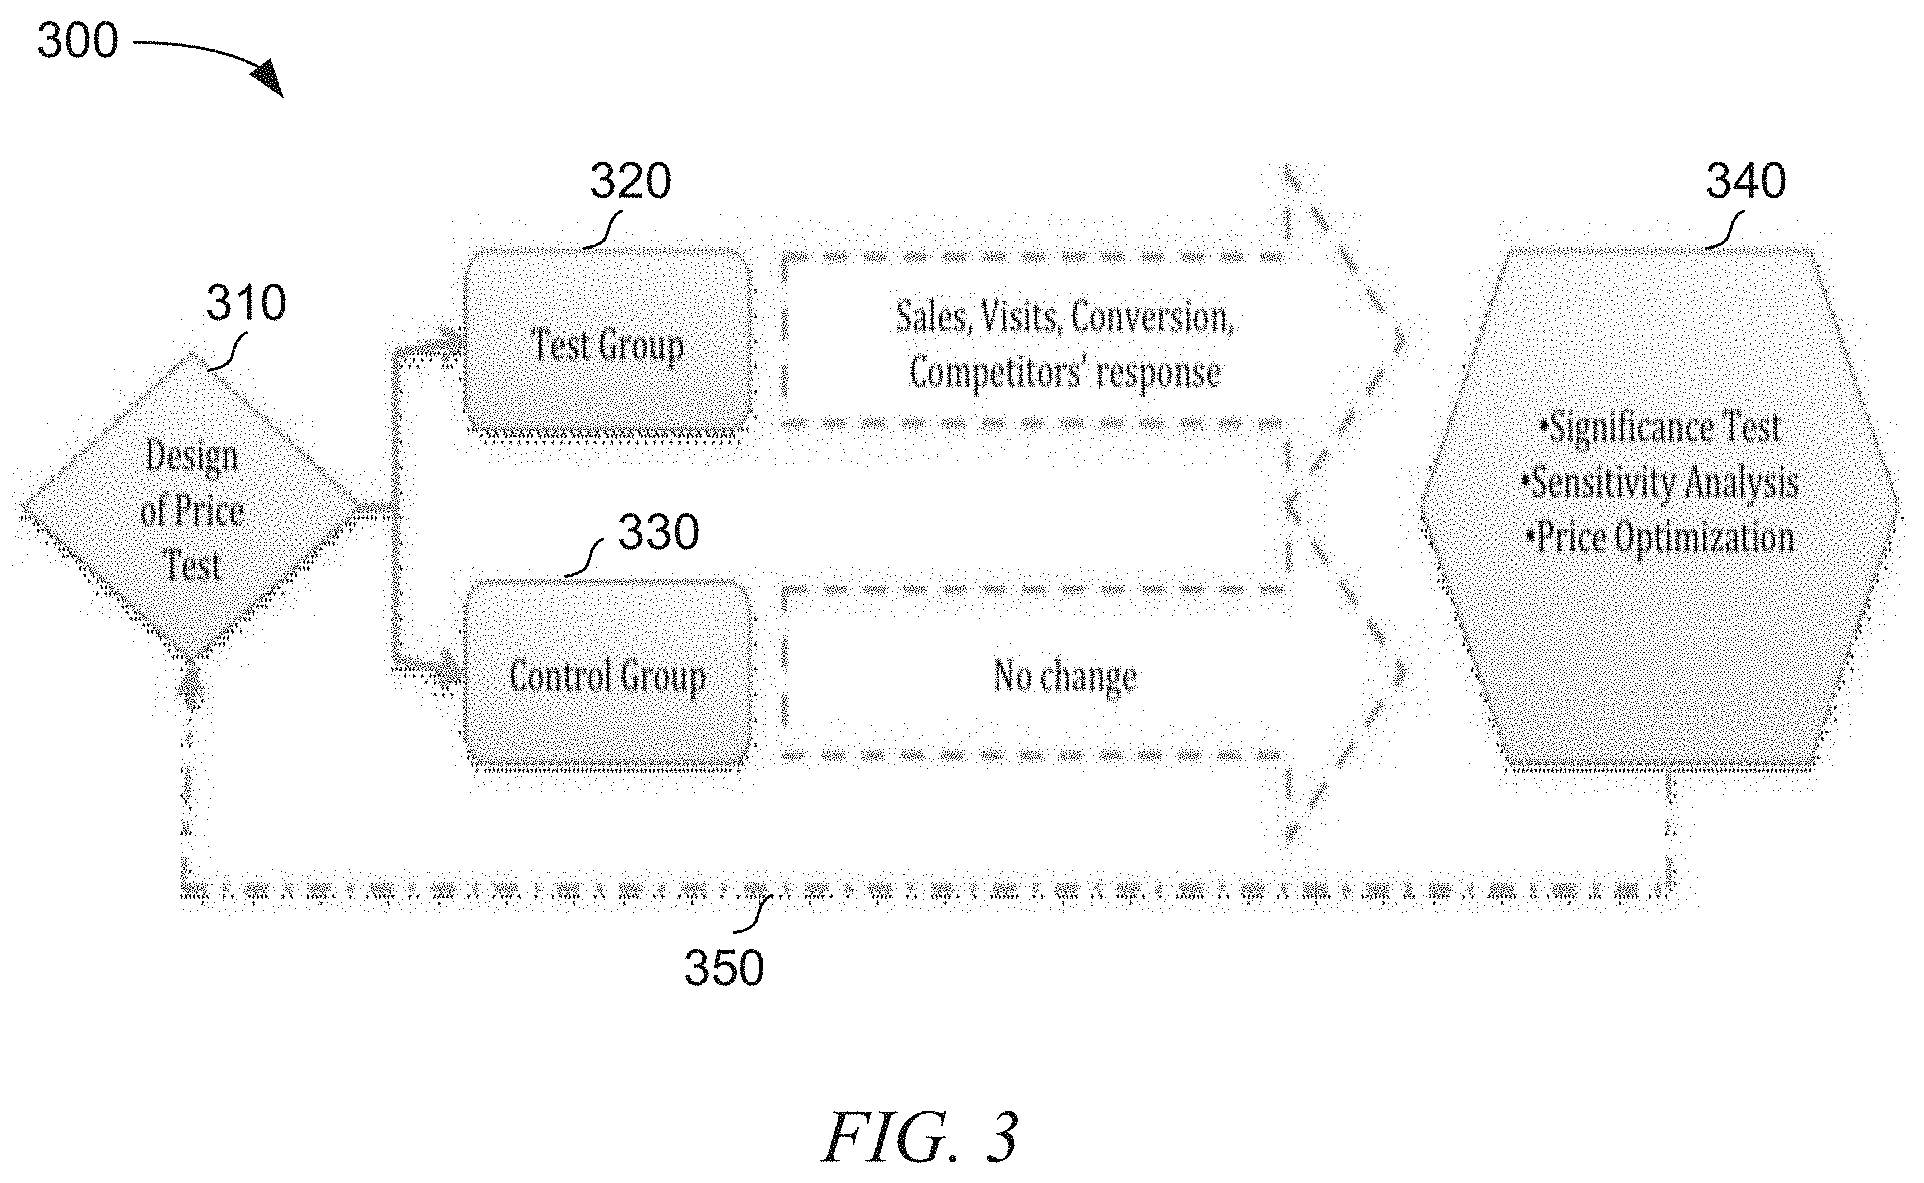 300
310
Design
of Price
Test
320
Test Group
Sales, Visits, Conversion,
Competitors' response
330
Control Group
No change
340
•Significance Test
•Sensitivity Analysis
•Price Optimization
350
FIG. 3